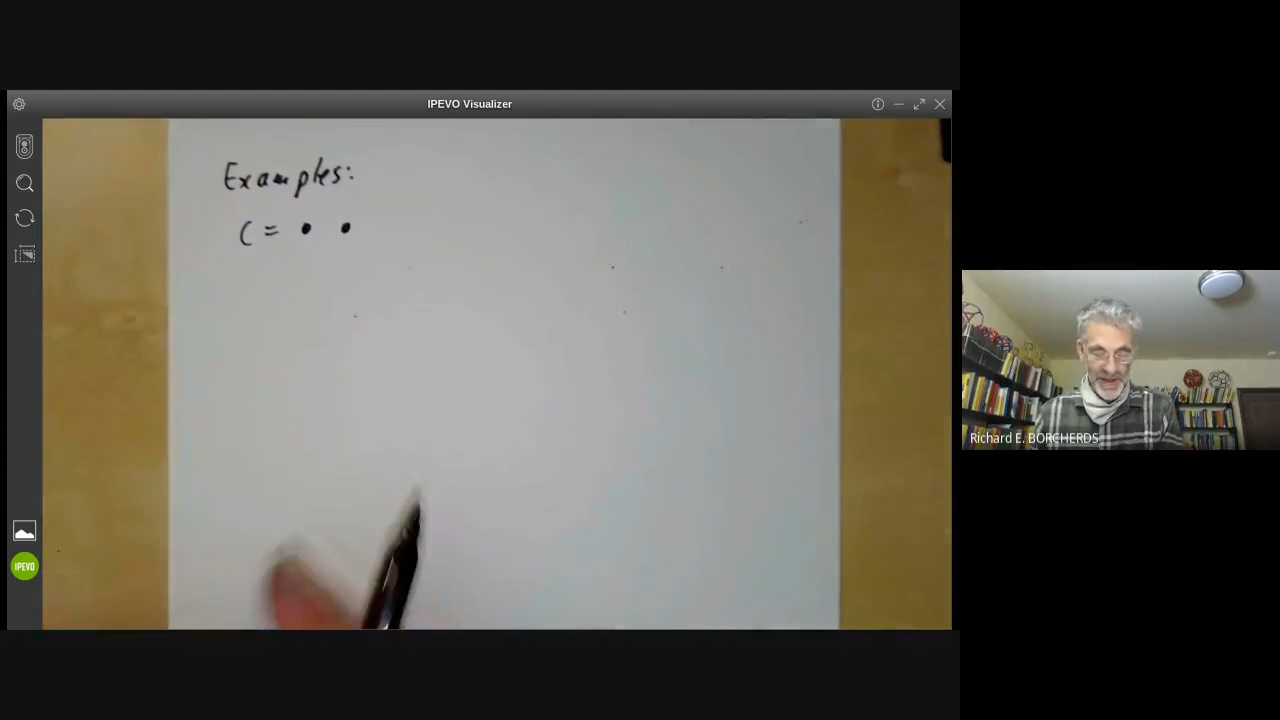 IPEVO Visualizer
Examples:
C = • •
IPEVO
Richard E. BORCHERDS